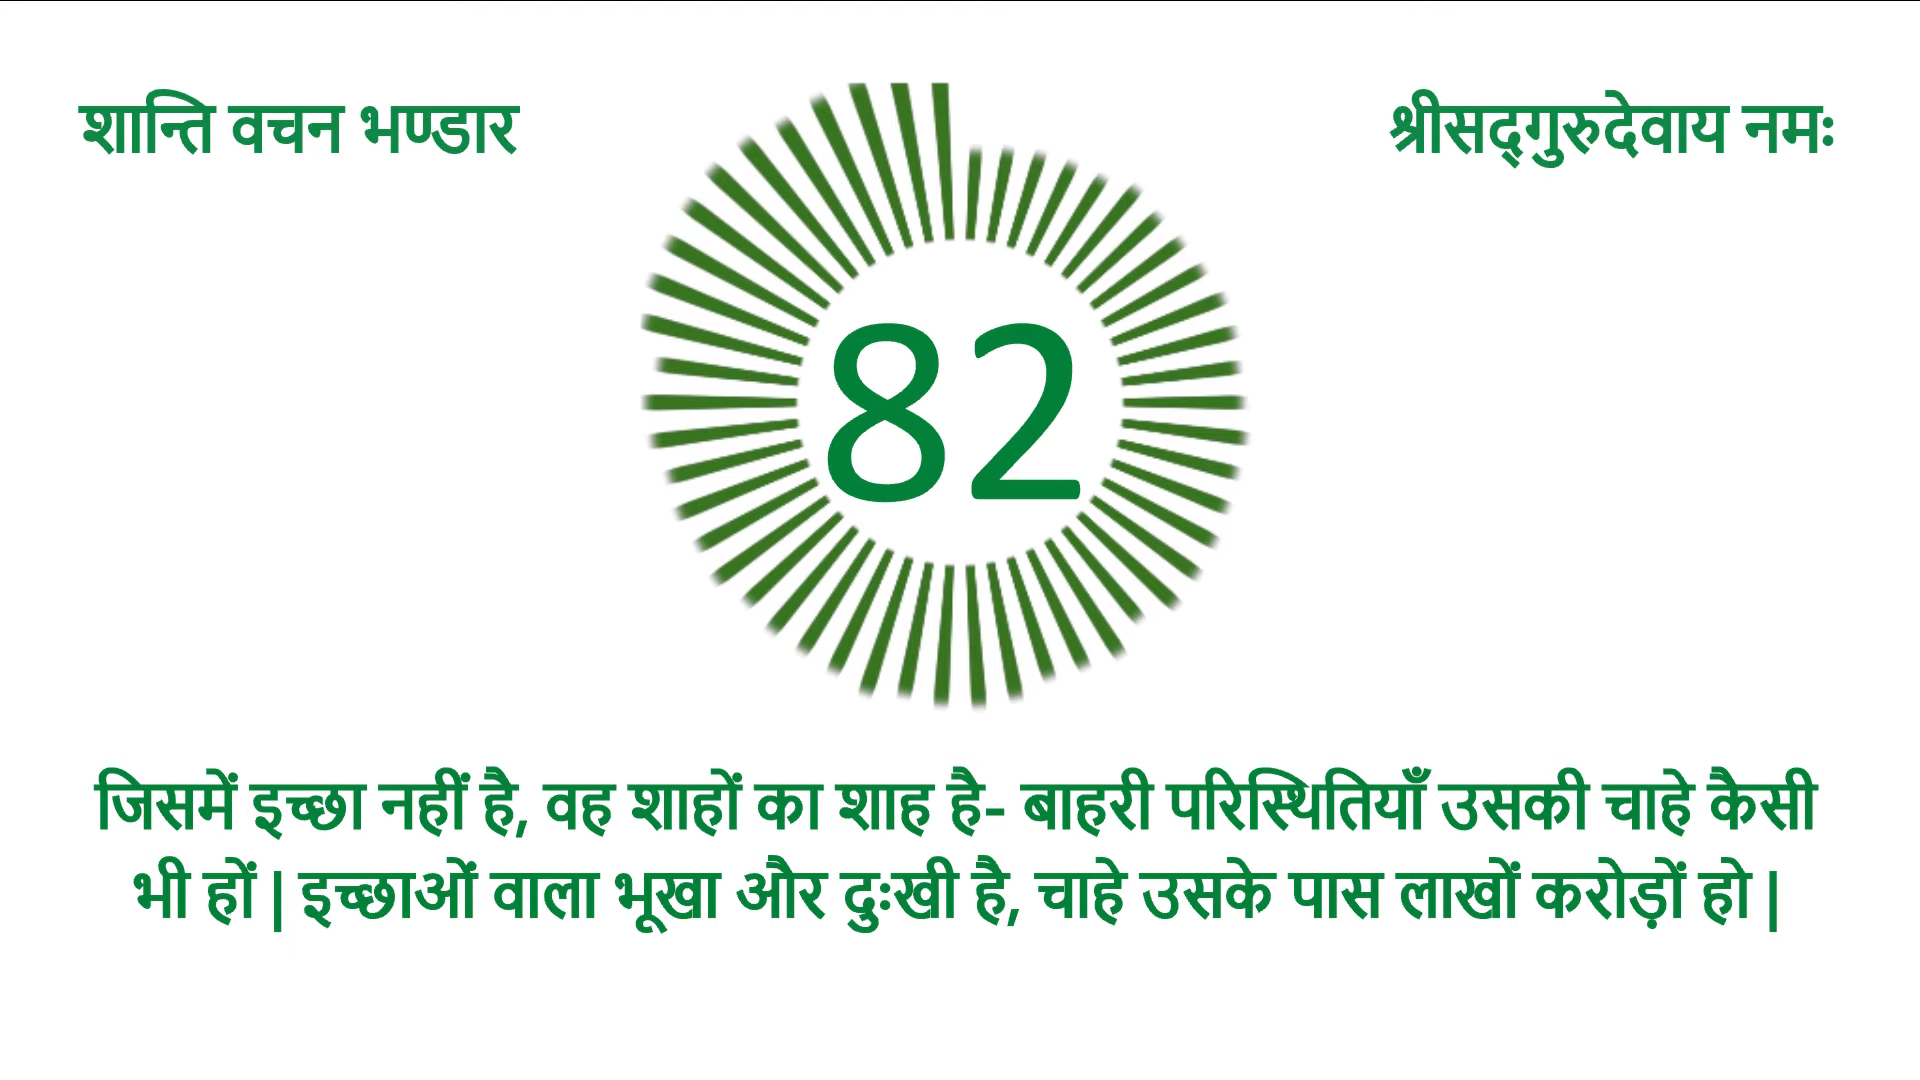 शान्ति वचन भण्डार
श्रीसद्‌गुरुदेवाय नमः
82
जिसमें इच्छा नहीं है, वह शाहों का शाह है- बाहरी परिस्थितियाँ उसकी चाहे कैसी
भी हों | इच्छाओं वाला भूखा और दुःखी है, चाहे उसके पास लाखों करोड़ों हो |